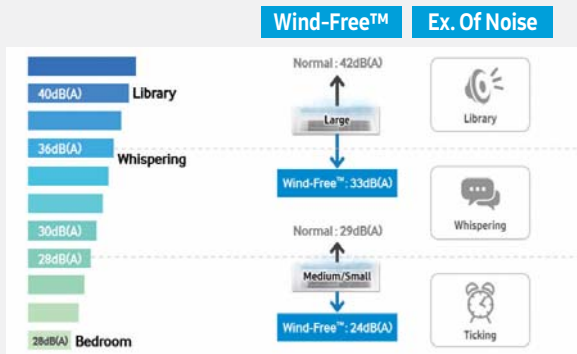 Wind-Free™
Ex. Of Noise
40dB(A)
Library
36dB(A)
Whispering
30dB(A)
28dB(A)
28dB(A)
Bedroom
Normal : 42dB(A)
Large
Wind-Free™: 33dB(A)
Normal : 29dB(A)
Medium/Small
Wind-Free™: 24dB(A)
Library
Whispering
Ticking